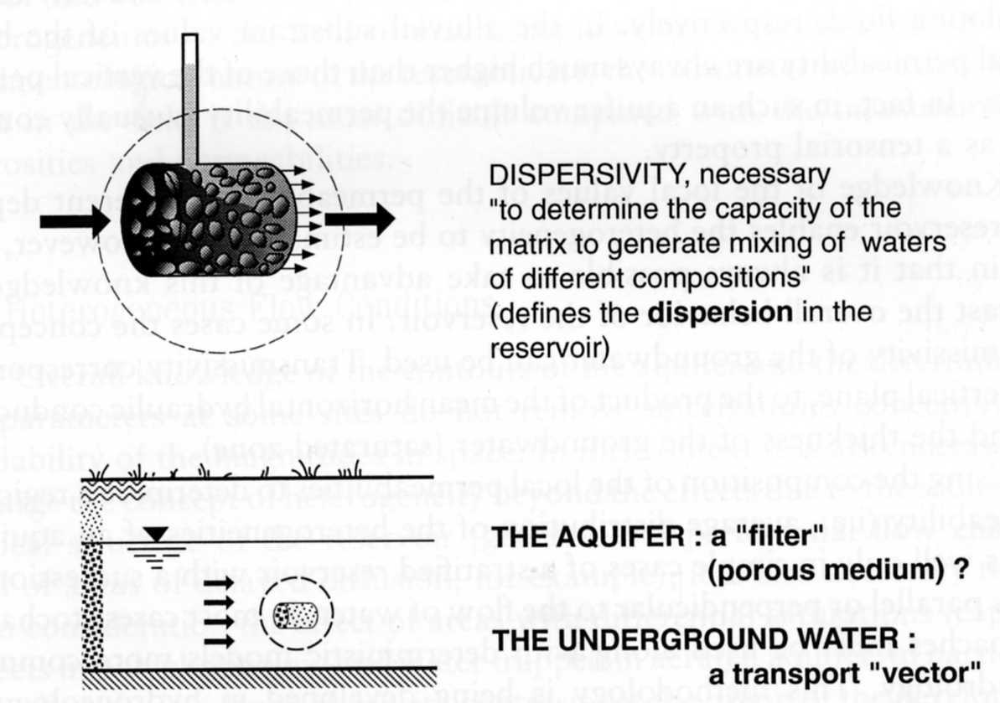 DISPERSIVITY, necessary
"to determine the capacity of the
matrix to generate mixing of waters
of different compositions"
(defines the dispersion in the
reservoir)
THE AQUIFER : a "filter"
(porous medium) ?
THE UNDERGROUND WATER :
a transport "vector"